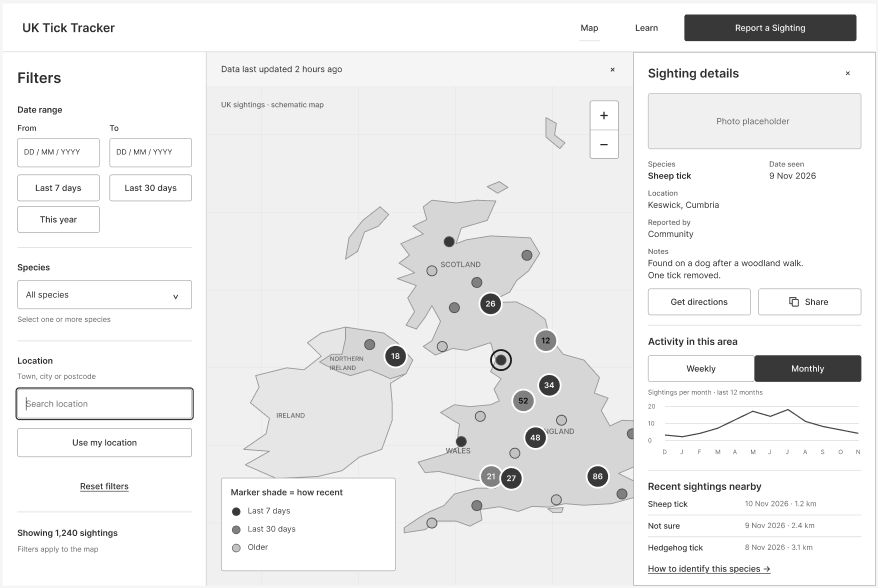 UK Tick Tracker
Map
Learn
Report a Sighting
Filters
Date range
From
To
DD / MM / YYYY
DD / MM / YYYY
Last 7 days
Last 30 days
This year
Species
All species
Select one or more species
Location
Town, city or postcode
Search location
Use my location
Reset filters
Showing 1,240 sightings
Filters apply to the map
Data last updated 2 hours ago
×
UK sightings · schematic map
+
−
SCOTLAND
26
12
NORTHERN
IRELAND
18
34
52
IRELAND
48
NGLAND
WALES
21
27
86
Marker shade = how recent
Last 7 days
Last 30 days
Older
Sighting details
×
Photo placeholder
Species
Sheep tick
Date seen
9 Nov 2026
Location
Keswick, Cumbria
Reported by
Community
Notes
Found on a dog after a woodland walk.
One tick removed.
Get directions
Share
Activity in this area
Weekly
Monthly
Sightings per month · last 12 months
20
10
0
D J F M A M J J A S O N
Recent sightings nearby
Sheep tick 10 Nov 2026 · 1.2 km
Not sure 9 Nov 2026 · 2.4 km
Hedgehog tick 8 Nov 2026 · 3.1 km
How to identify this species →